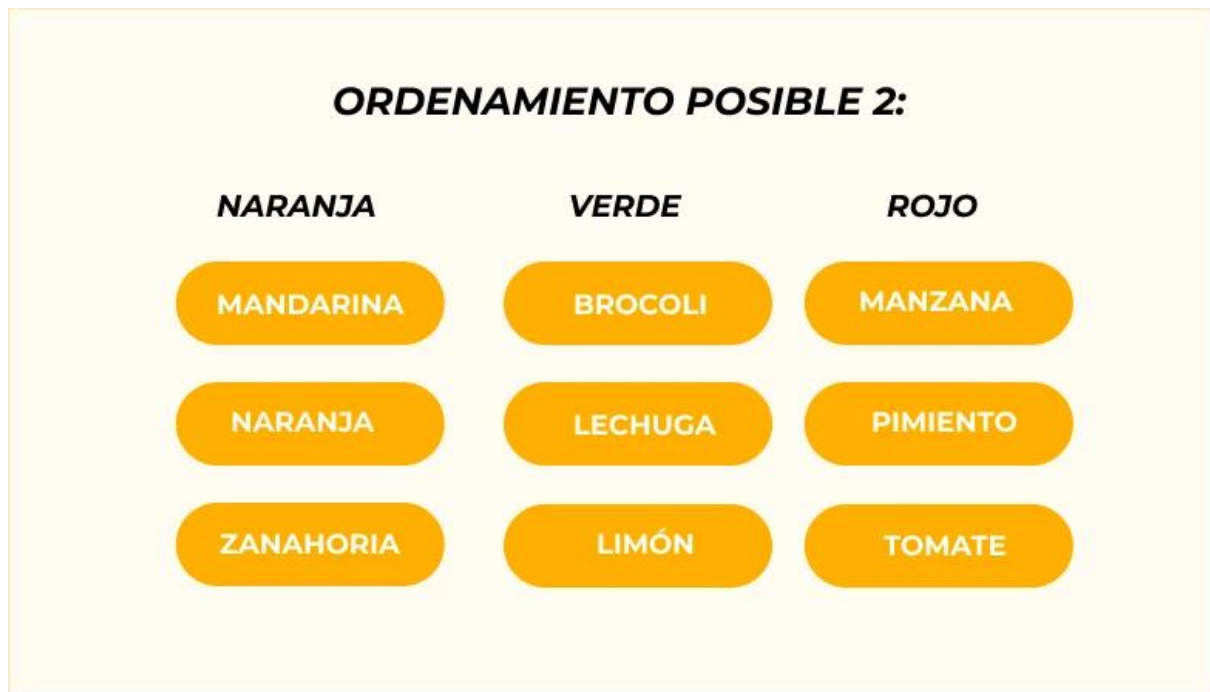 ORDENAMIENTO POSIBLE 2:
NARANJA VERDE ROJO
MANDARINA BROCOLI MANZANA
NARANJA LECHUGA PIMIENTO
ZANAHORIA LIMÓN TOMATE